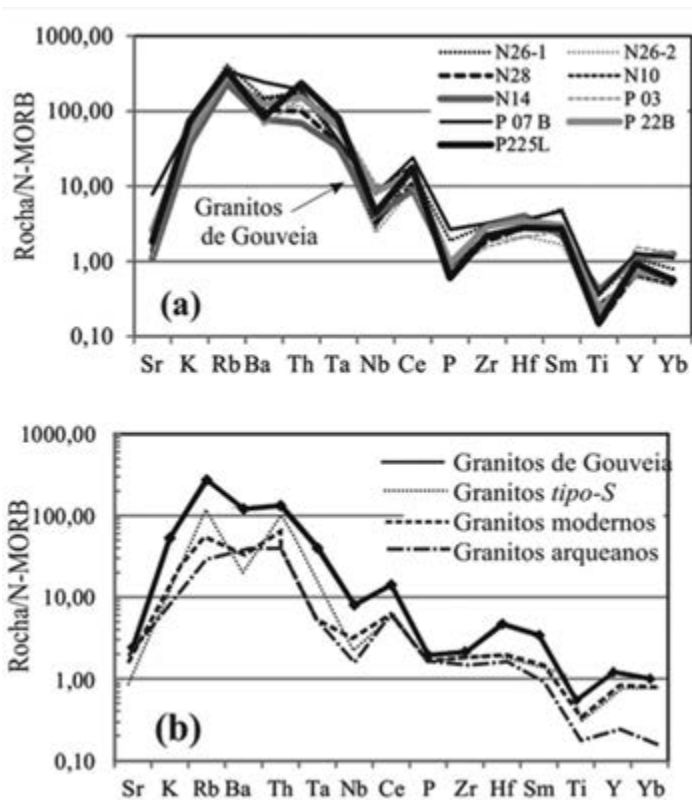 1000,00
100,00
10,00
1,00
0,10
Rocha/N-MORB
N26-1 N26-2
N28 N10
N14 P 03
P 07 B P 22B
P225L
Granitos
de Gouveia
(a)
Sr K Rb Ba Th Ta Nb Ce P Zr Hf Sm Ti Y Yb
1000,00
100,00
10,00
1,00
0,10
Rocha/N-MORB
Granitos de Gouveia
Granitos tipo-S
Granitos modernos
Granitos arqueanos
(b)
Sr K Rb Ba Th Ta Nb Ce P Zr Hf Sm Ti Y Yb